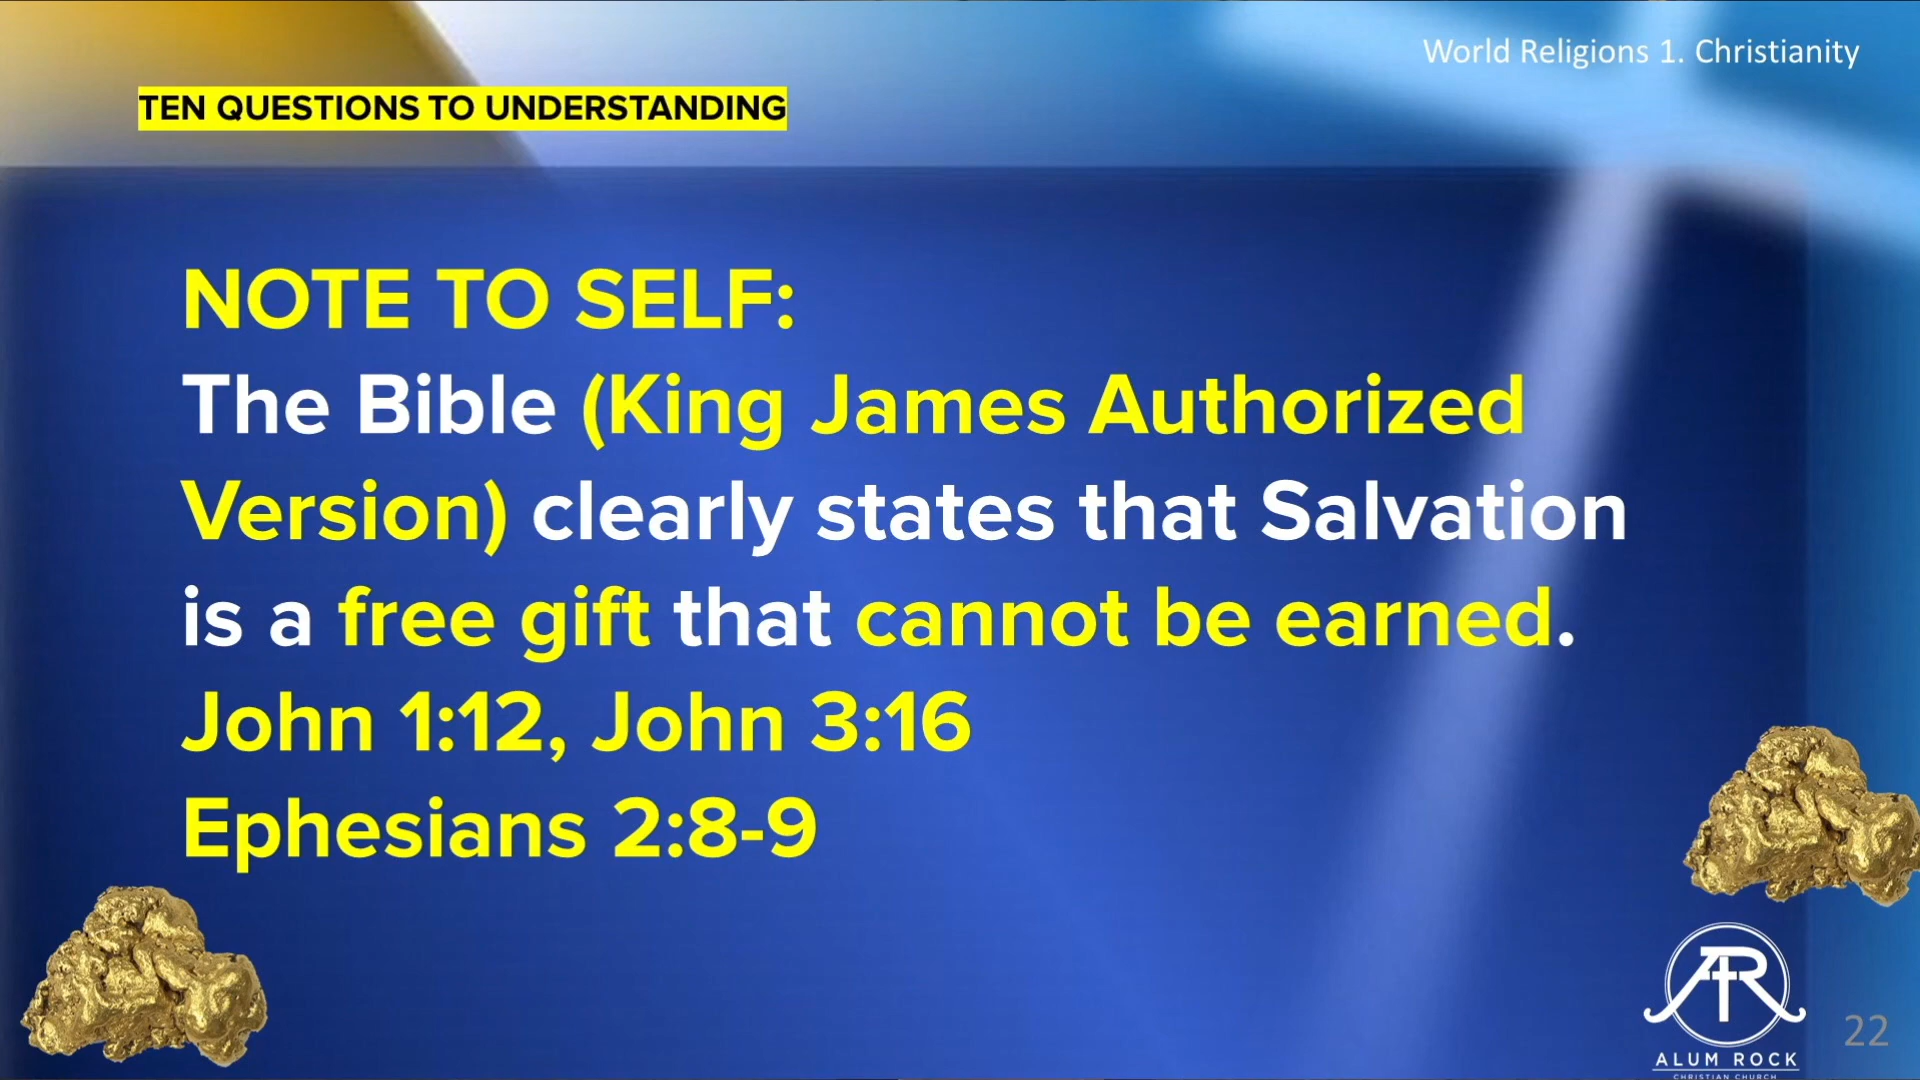 World Religions 1. Christianity
TEN QUESTIONS TO UNDERSTANDING
NOTE TO SELF:
The Bible (King James Authorized
Version) clearly states that Salvation
is a free gift that cannot be earned.
John 1:12, John 3:16
Ephesians 2:8-9
ALUM ROCK
CHRISTIAN CHURCH
22